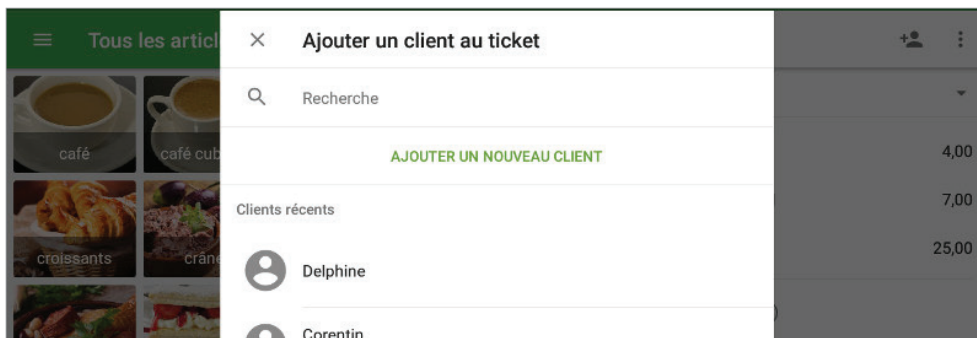 Tous les articl
Ajouter un client au ticket
Recherche
café
café cub
AJOUTER UN NOUVEAU CLIENT
4,00
7,00
Clients récents
croissants
crâne
25,00
Delphine
Corentin
)